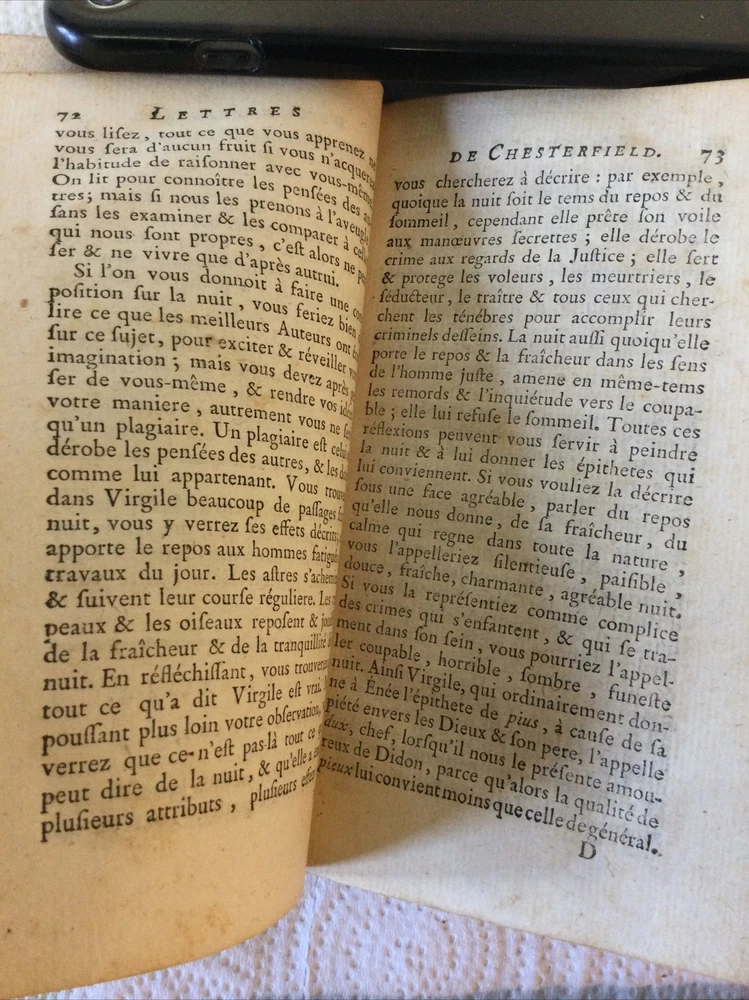 72 LETTRES
vous liſez, tout ce que vous apprenez
vous ſera d'aucun fruit ſi vous n'acquer
l'habitude de raiſonner avec vous-mêm
On lit pour connoître les penſées des au
tres; mais ſi nous les prenons à l'aveugl
ſans les examiner & les comparer à cel
qui nous ſont propres, c'eſt alors ne p
ſer & ne vivre que d'après autrui.
Si l'on vous donnoit à faire une co
poſition ſur la nuit, vous feriez bien
lire ce que les meilleurs Auteurs ont é
ſur ce ſujet, pour exciter & réveiller vo
imagination; mais vous devez après p
ſer de vous-même, & rendre vos idé
votre maniere, autrement vous ne ſe
qu'un plagiaire. Un plagiaire eſt celui
dérobe les penſées des autres, & les do
comme lui appartenant. Vous trouv
dans Virgile beaucoup de paſſages ſ
nuit, vous y verrez ſes effets décrits,
apporte le repos aux hommes fatigué
travaux du jour. Les aſtres s'achem
& ſuivent leur courſe réguliere. Les
peaux & les oiſeaux repoſent & jou
de la fraîcheur & de la tranquillité
nuit. En réfléchiſſant, vous trouverez
tout ce qu'a dit Virgile eſt vrai,
pouſſant plus loin votre obſervation,
verrez que ce n'eſt pas là tout ce
peut dire de la nuit, & qu'elle a
pluſieurs attributs, pluſieurs effe
DE CHESTERFIELD. 73
vous chercherez à décrire : par exemple,
quoique la nuit ſoit le tems du repos & du
ſommeil, cependant elle prête ſon voile
aux manœuvres ſecrettes; elle dérobe le
crime aux regards de la Juſtice; elle ſert
& protege les voleurs, les meurtriers, le
ſéducteur, le traître & tous ceux qui cher-
chent les ténébres pour accomplir leurs
criminels deſſeins. La nuit auſſi quoiqu'elle
porte le repos & la fraîcheur dans les ſens
de l'homme juſte, amene en même-tems
les remords & l'inquiétude vers le coupa-
ble; elle lui refuſe le ſommeil. Toutes ces
réflexions peuvent vous ſervir à peindre
la nuit & à lui donner les épithetes qui
lui conviennent. Si vous vouliez la décrire
ſous une face agréable, parler du repos
qu'elle nous donne, de ſa fraîcheur, du
calme qui regne dans toute la nature,
vous l'appelleriez ſilentieuſe, paiſible,
douce, fraîche, charmante, agréable nuit.
Si vous la repréſentiez comme complice
des crimes qui s'enfantent, & qui ſe tra-
ment dans ſon ſein, vous pourriez l'appel-
ler coupable, horrible, ſombre, funeſte
nuit. Ainſi Virgile, qui ordinairement don-
ne à Énée l'épithete de pius, à cauſe de ſa
piété envers les Dieux & ſon pere, l'appelle
dux, chef, lorſqu'il nous le préſente amou-
reux de Didon, parce qu'alors la qualité de
pieux lui convient moins que celle de général.
D